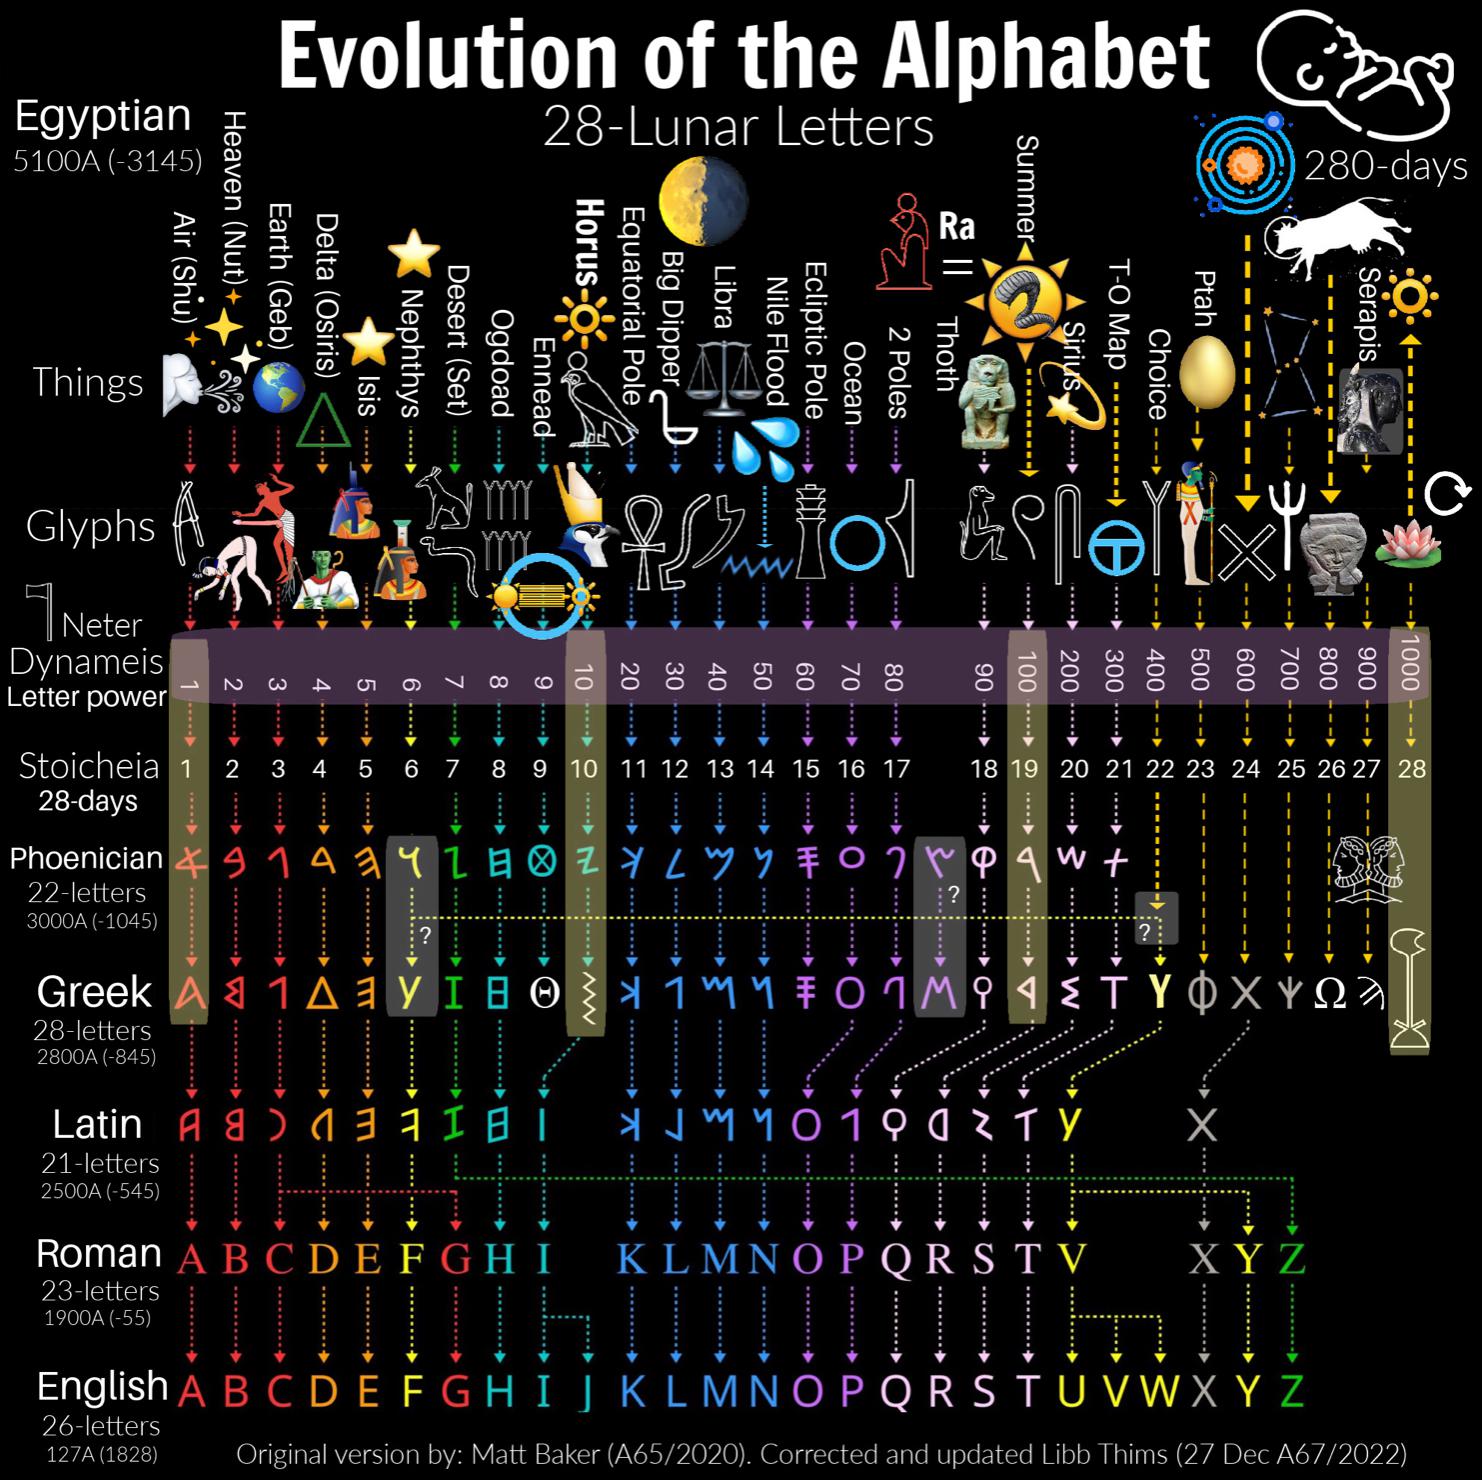 Evolution of the Alphabet
28-Lunar Letters
Egyptian
5100A (-3145)
280-days
Air (Shu)
Heaven (Nut)
Earth (Geb)
Delta (Osiris)
Isis
Nephthys
Desert (Set)
Ogdoad
Ennead
Horus
Equatorial Pole
Big Dipper
Libra
Nile Flood
Ecliptic Pole
Ocean
2 Poles
Ra
=
Thoth
Summer
Sirius
T-O Map
Choice
Ptah
Serapis
Things
Glyphs
Neter
Dynameis
Letter power
1 2 3 4 5 6 7 8 9 10 20 30 40 50 60 70 80 90 100 200 300 400 500 600 700 800 900 1000
Stoicheia 1 2 3 4 5 6 7 8 9 10 11 12 13 14 15 16 17 18 19 20 21 22 23 24 25 26 27 28
28-days
Phoenician 𐤀 𐤁 𐤂 𐤃 𐤄 𐤅 𐤆 𐤇 𐤈 𐤉 𐤊 𐤋 𐤌 𐤍 𐤎 𐤏 𐤐 𐤑 𐤒 𐤓 𐤔 𐤕
22-letters
3000A (-1045)
? ? ?
Greek
28-letters
2800A (-845)
Latin
21-letters
2500A (-545)
Roman A B C D E F G H I K L M N O P Q R S T V X Y Z
23-letters
1900A (-55)
English A B C D E F G H I J K L M N O P Q R S T U V W X Y Z
26-letters
127A (1828)
Original version by: Matt Baker (A65/2020). Corrected and updated Libb Thims (27 Dec A67/2022)